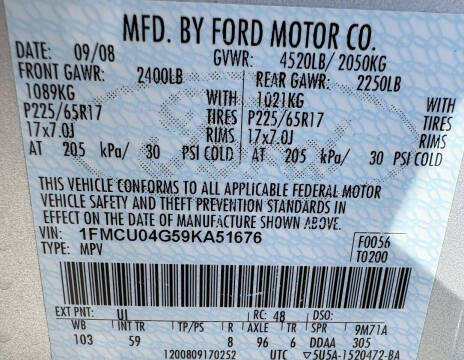 MFD. BY FORD MOTOR CO.
DATE: 09/08 GVWR: 4520LB/ 2050KG
FRONT GAWR: 2400LB REAR GAWR: 2250LB
1089KG WITH 1021KG WITH
P225/65R17 TIRES P225/65R17 TIRES
17x7.0J RIMS 17x7.0J RIMS
AT 205 kPa/ 30 PSI COLD AT 205 kPa/ 30 PSI COLD
THIS VEHICLE CONFORMS TO ALL APPLICABLE FEDERAL MOTOR
VEHICLE SAFETY AND THEFT PREVENTION STANDARDS IN
EFFECT ON THE DATE OF MANUFACTURE SHOWN ABOVE.
VIN: 1FMCU04G59KA51676 F0056
TYPE: MPV T0200
EXT PNT: UI RC: 48 DSO:
WB INT TR TP/PS R AXLE TR SPR 9M71A
103 59 8 96 6 DDAA 305
1200809170252 UTC ▽5U5A-1520472-BA